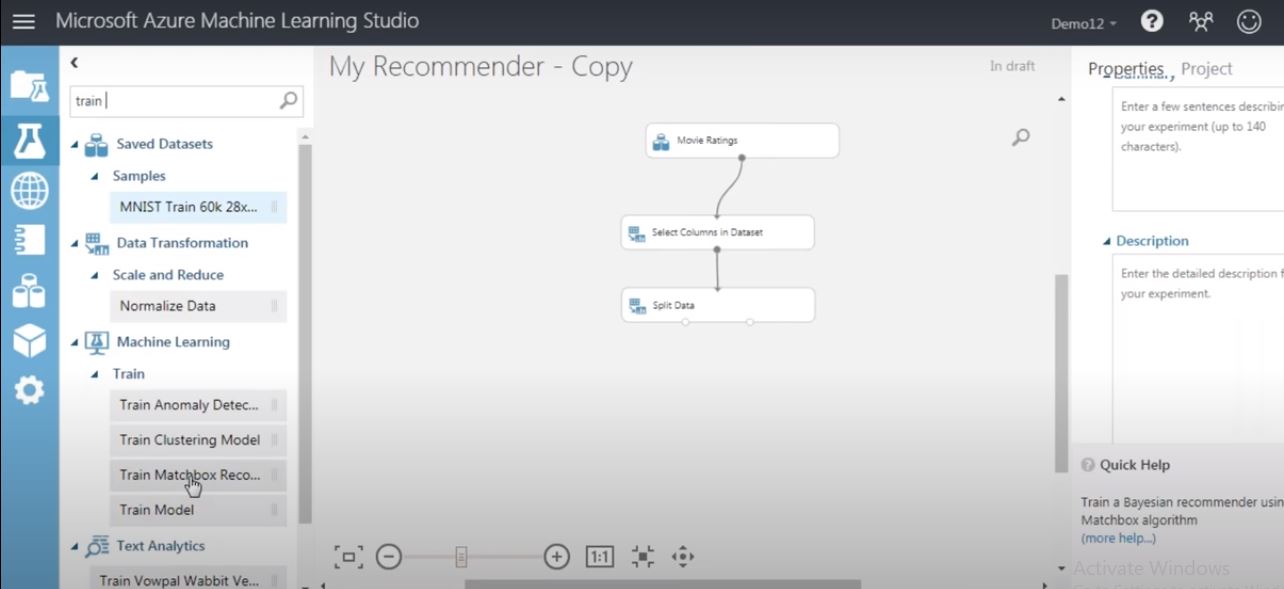 Microsoft Azure Machine Learning Studio
Demo12
train
Saved Datasets
Samples
MNIST Train 60k 28x...
Data Transformation
Scale and Reduce
Normalize Data
Machine Learning
Train
Train Anomaly Detec...
Train Clustering Model
Train Matchbox Reco...
Train Model
Text Analytics
Train Vowpal Wabbit Ve...
My Recommender - Copy
In draft
Movie Ratings
Select Columns in Dataset
Split Data
1:1
Properties Project
Enter a few sentences describin
your experiment (up to 140
characters).
Description
Enter the detailed description f
your experiment.
Quick Help
Train a Bayesian recommender usin
Matchbox algorithm
(more help...)
Activate Windows